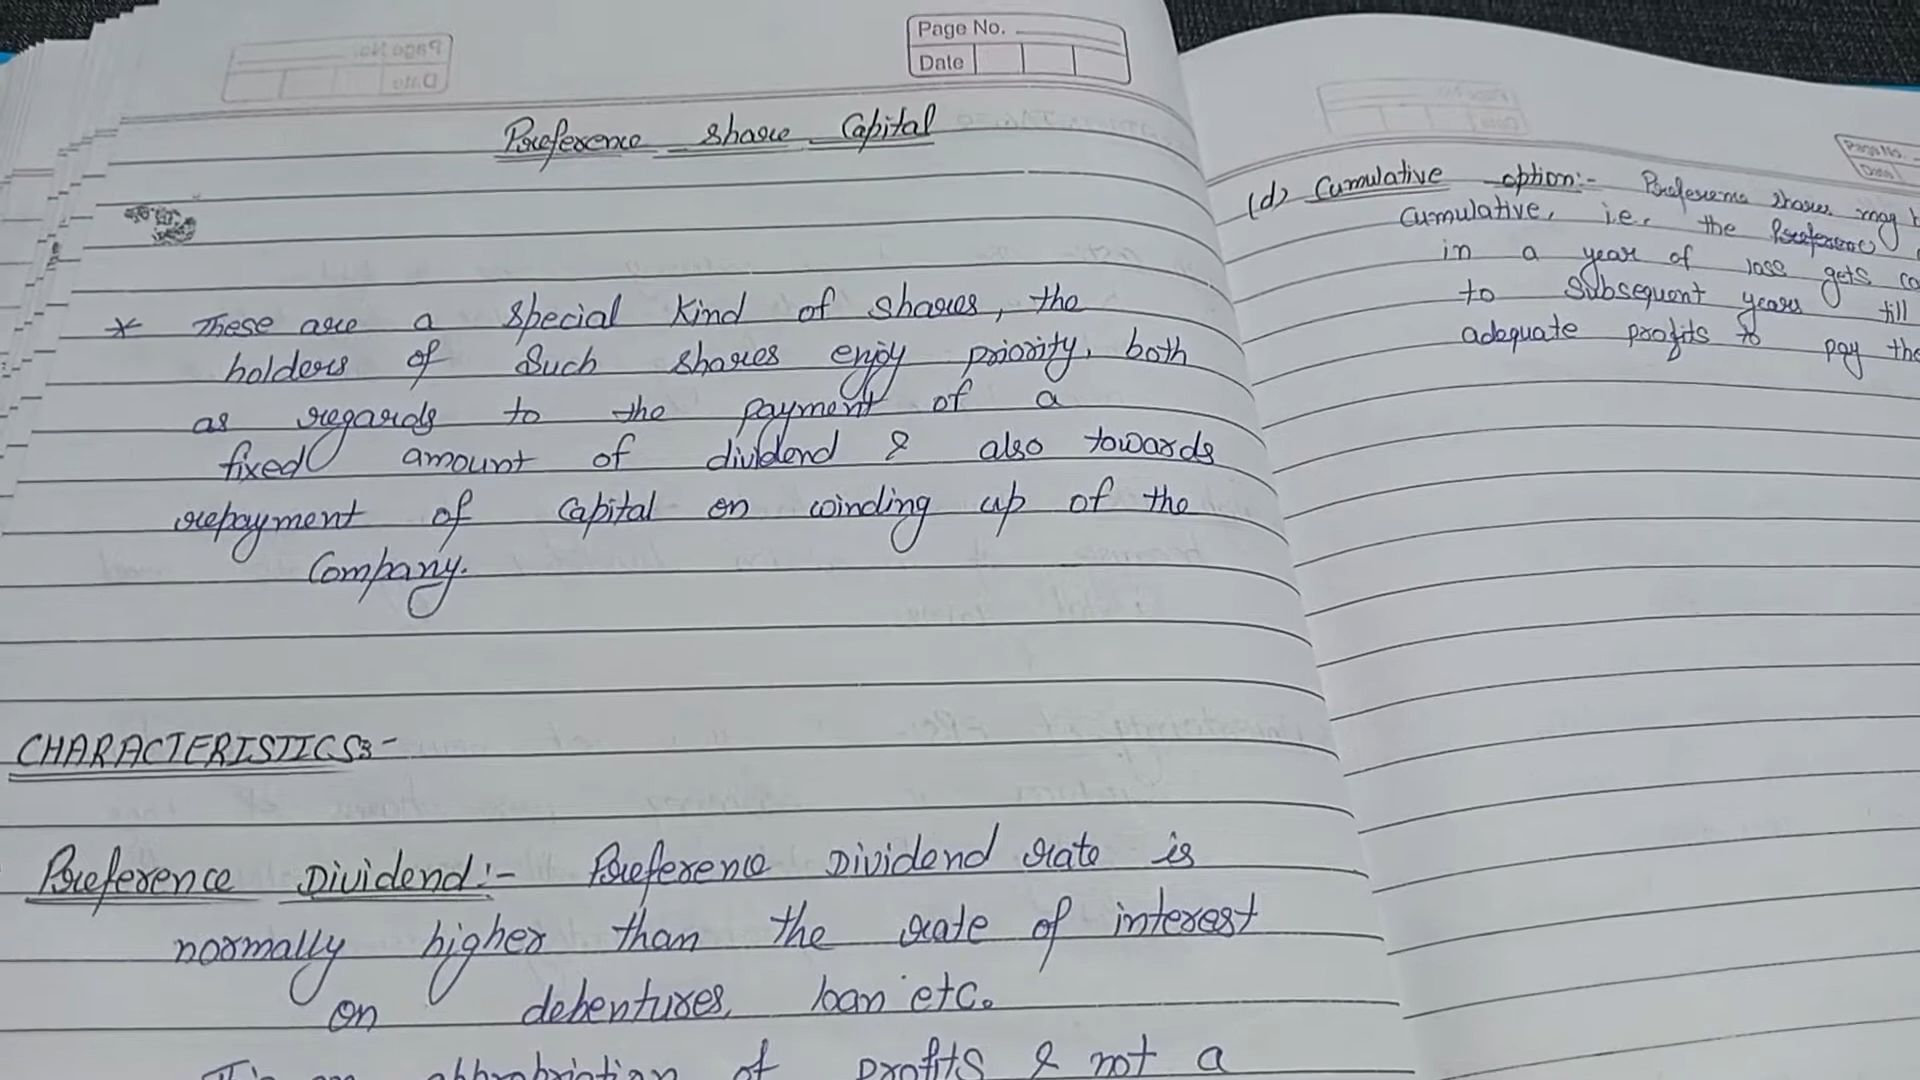 Page No.
Date
Preference Share Capital
* These are a special kind of shares, the
holders of such shares enjoy priority, both
as regards to the payment of a
fixed amount of dividend & also towards
repayment of Capital on winding up of the
Company.
CHARACTERISTICS:-
Preference Dividend:- Preference Dividend rate is
normally higher than the rate of interest
on debentures, loan etc.
appropriation of profits & not a
Page No.
(d) Cumulative option:- Preference shares may
Cumulative, i.e. the Preference
in a year of loss gets
to subsequent years till
adequate profits to pay the